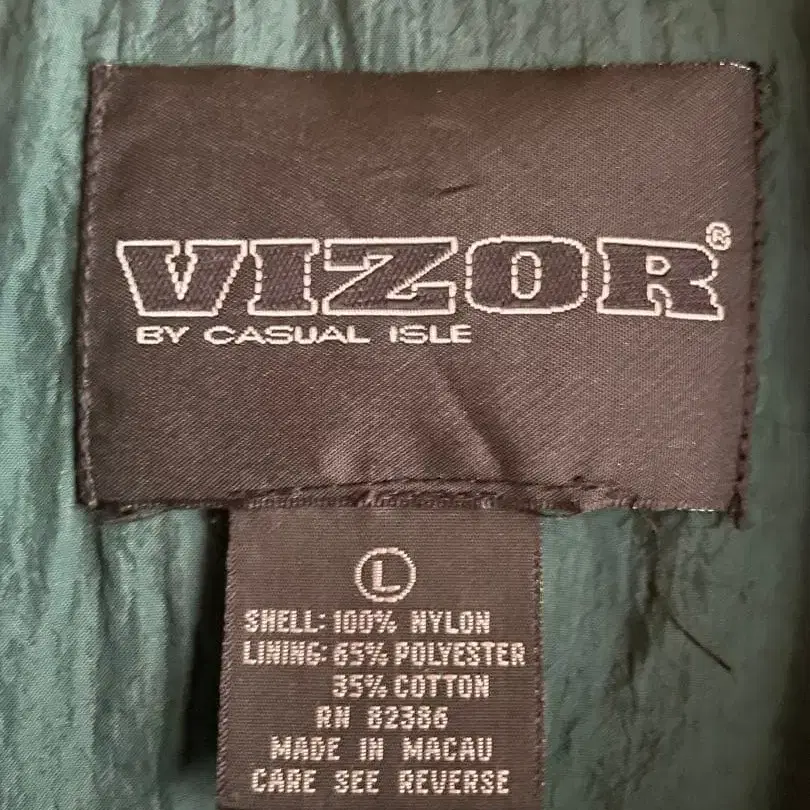 VIZOR®
BY CASUAL ISLE
L
SHELL: 100% NYLON
LINING: 65% POLYESTER
35% COTTON
RN 82386
MADE IN MACAU
CARE SEE REVERSE